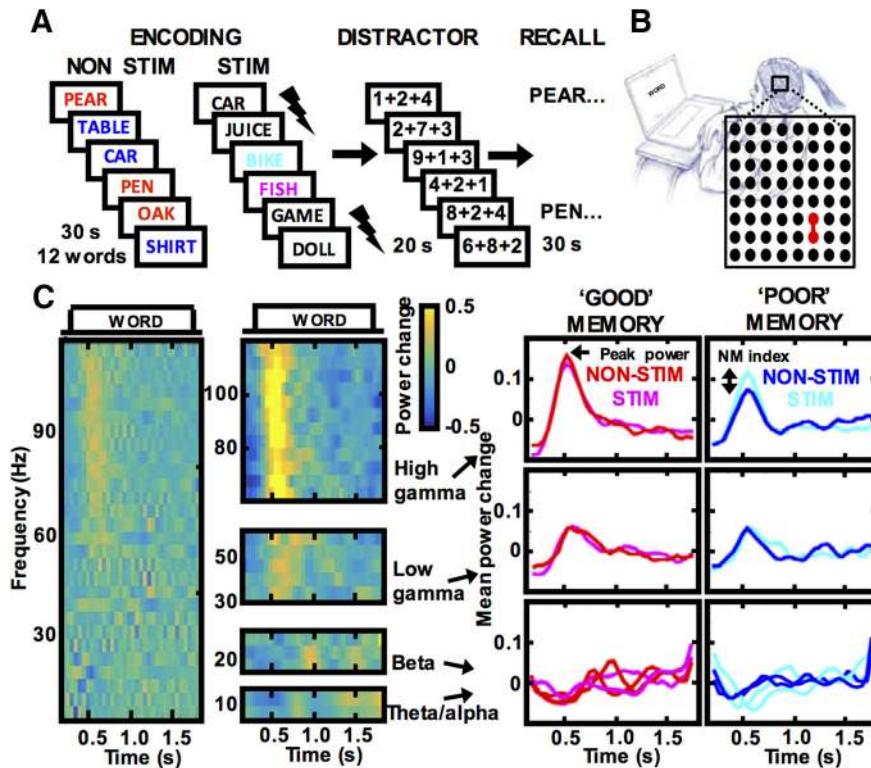 A
ENCODING
DISTRACTOR
RECALL
B
NON STIM
STIM
PEAR
TABLE
CAR
PEN
OAK
SHIRT
30 s
12 words
CAR
JUICE
BIKE
FISH
GAME
DOLL
1+2+4
2+7+3
9+1+3
4+2+1
8+2+4
6+8+2
20 s
PEAR...
PEN...
30 s
WORD
C
WORD
WORD
0.5
0
-0.5
Power change
Frequency (Hz)
90
60
30
100
80
50
30
20
10
High
gamma
Low
gamma
Beta
Theta/alpha
0.5 1.0 1.5
Time (s)
0.5 1.0 1.5
Time (s)
'GOOD'
MEMORY
'POOR'
MEMORY
Peak power
NON-STIM
STIM
NM index
NON-STIM
STIM
Mean power change
0.1
0
0.1
0
0.1
0
0.5 1.0 1.5
Time (s)
0.5 1.0 1.5
Time (s)